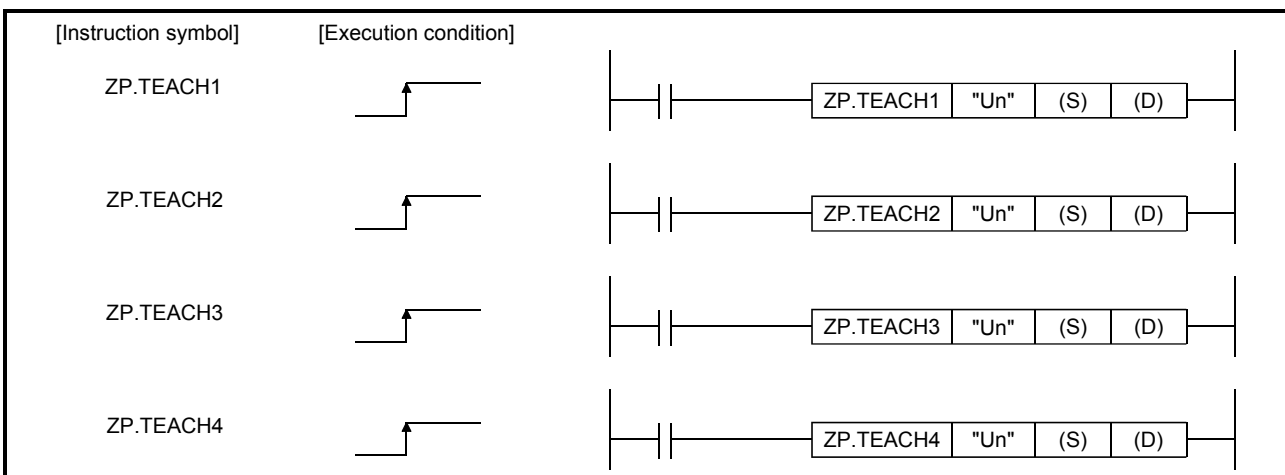 [Instruction symbol] [Execution condition]
ZP.TEACH1 ZP.TEACH1 "Un" (S) (D)
ZP.TEACH2 ZP.TEACH2 "Un" (S) (D)
ZP.TEACH3 ZP.TEACH3 "Un" (S) (D)
ZP.TEACH4 ZP.TEACH4 "Un" (S) (D)